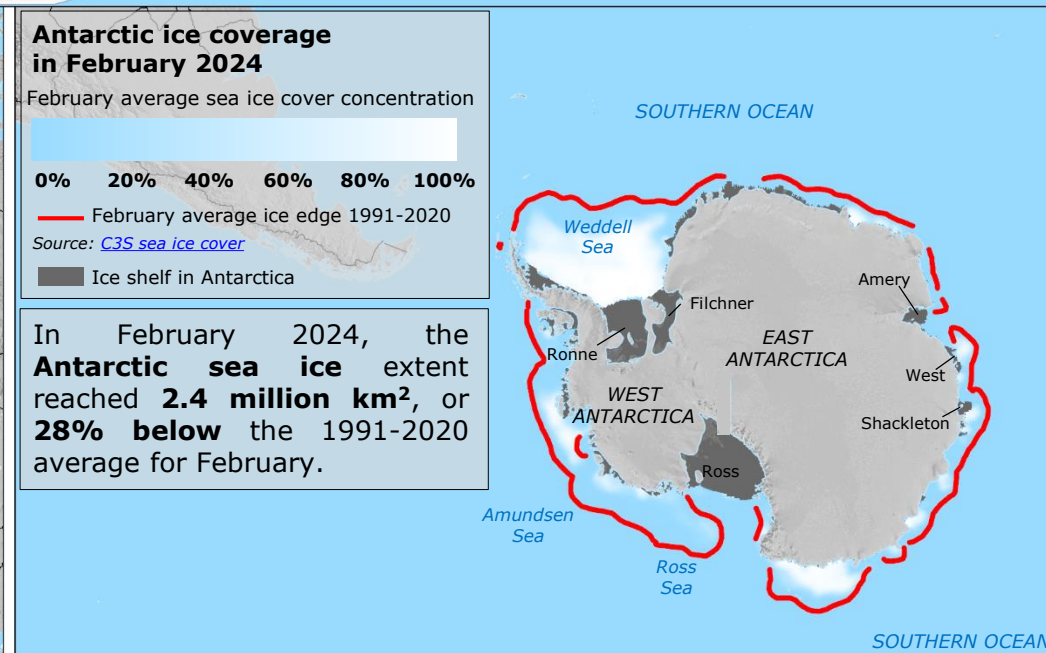 Antarctic ice coverage
in February 2024
February average sea ice cover concentration
0% 20% 40% 60% 80% 100%
February average ice edge 1991-2020
Source: C3S sea ice cover
Ice shelf in Antarctica
In February 2024, the
Antarctic sea ice extent
reached 2.4 million km², or
28% below the 1991-2020
average for February.
SOUTHERN OCEAN
Weddell
Sea
Amery
Filchner
EAST
ANTARCTICA
Ronne
West
WEST
ANTARCTICA
Shackleton
Ross
Amundsen
Sea
Ross
Sea
SOUTHERN OCEAN